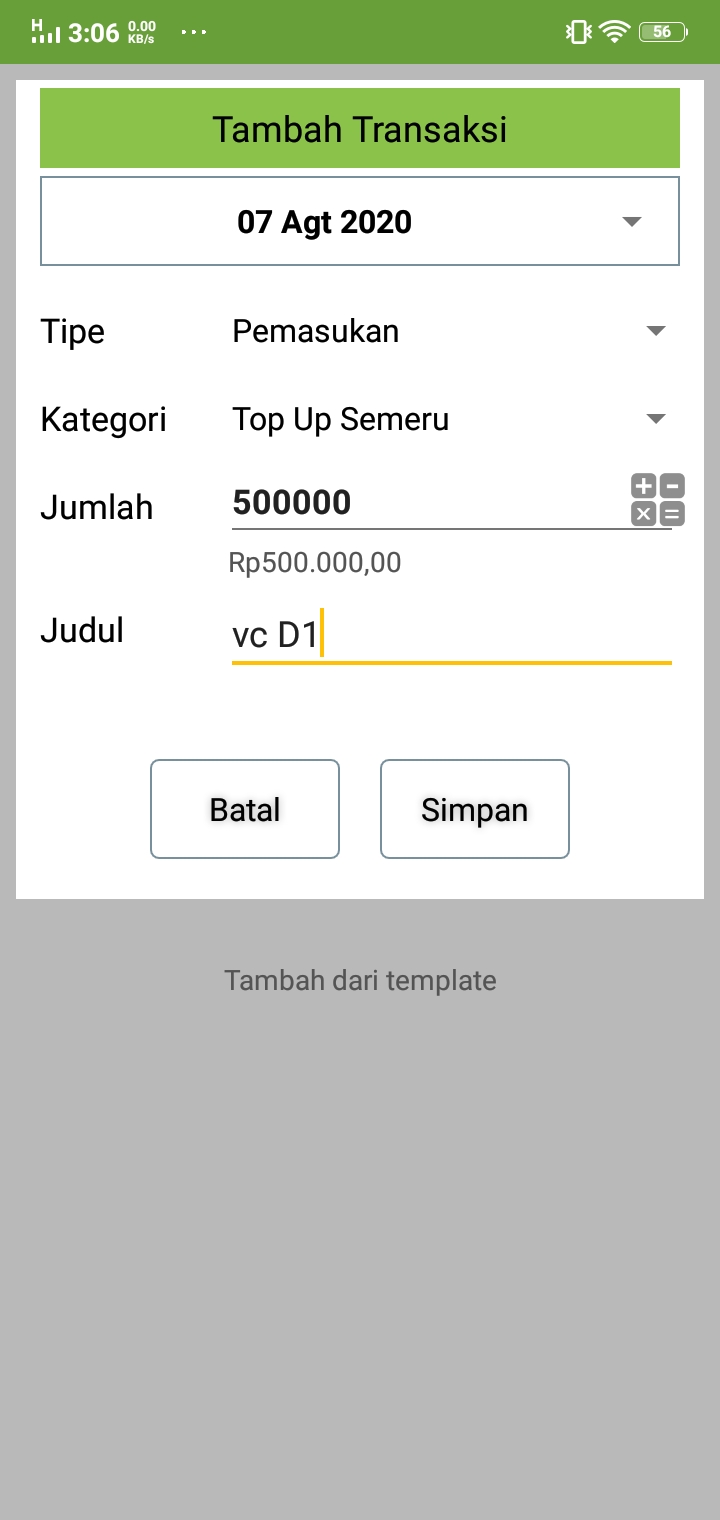 H 3:06 0.00 KB/s ... 56
Tambah Transaksi
07 Agt 2020
Tipe Pemasukan
Kategori Top Up Semeru
Jumlah 500000
Rp500.000,00
Judul vc D1
Batal Simpan
Tambah dari template